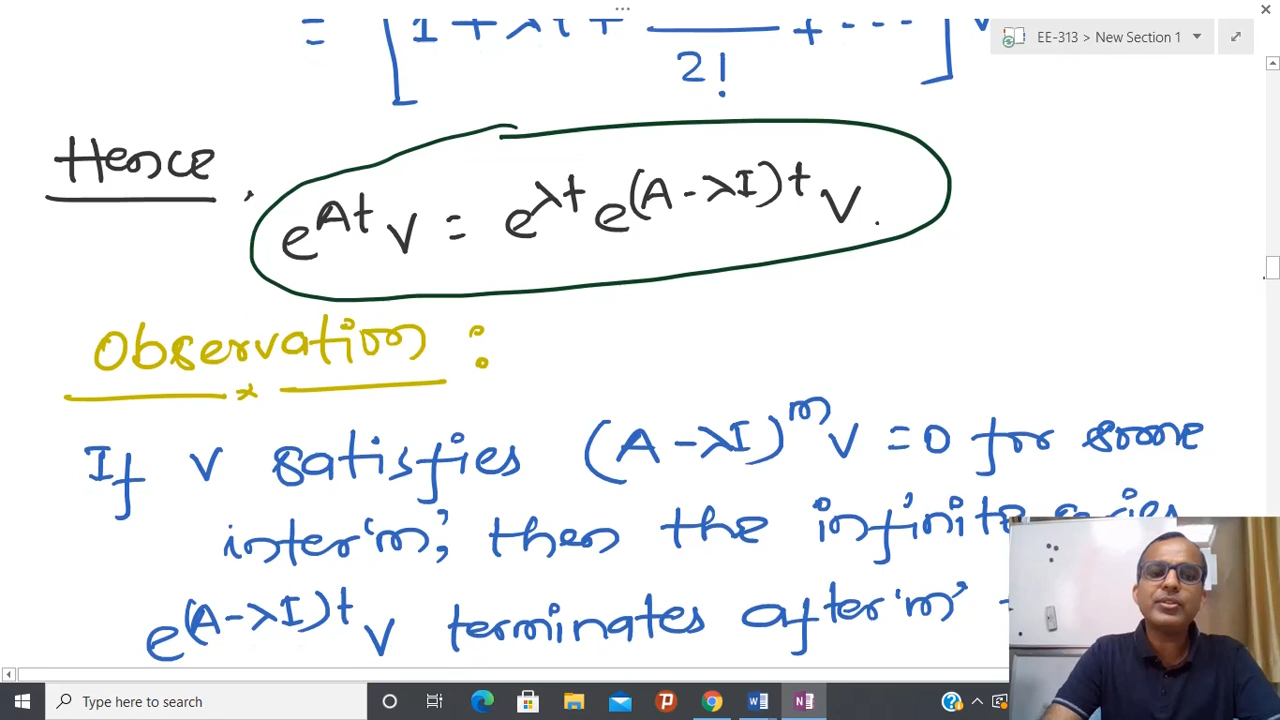 EE-313 > New Section 1
= [I + λt + 2! + ---]
Hence,
e^{At} v = e^{λt} e^{(A-λI)t} v.
Observation :
If v satisfies (A-λI)^m v = 0 for some
inter 'm', then the infinite
e^{(A-λI)t} v terminates after 'm'
Type here to search